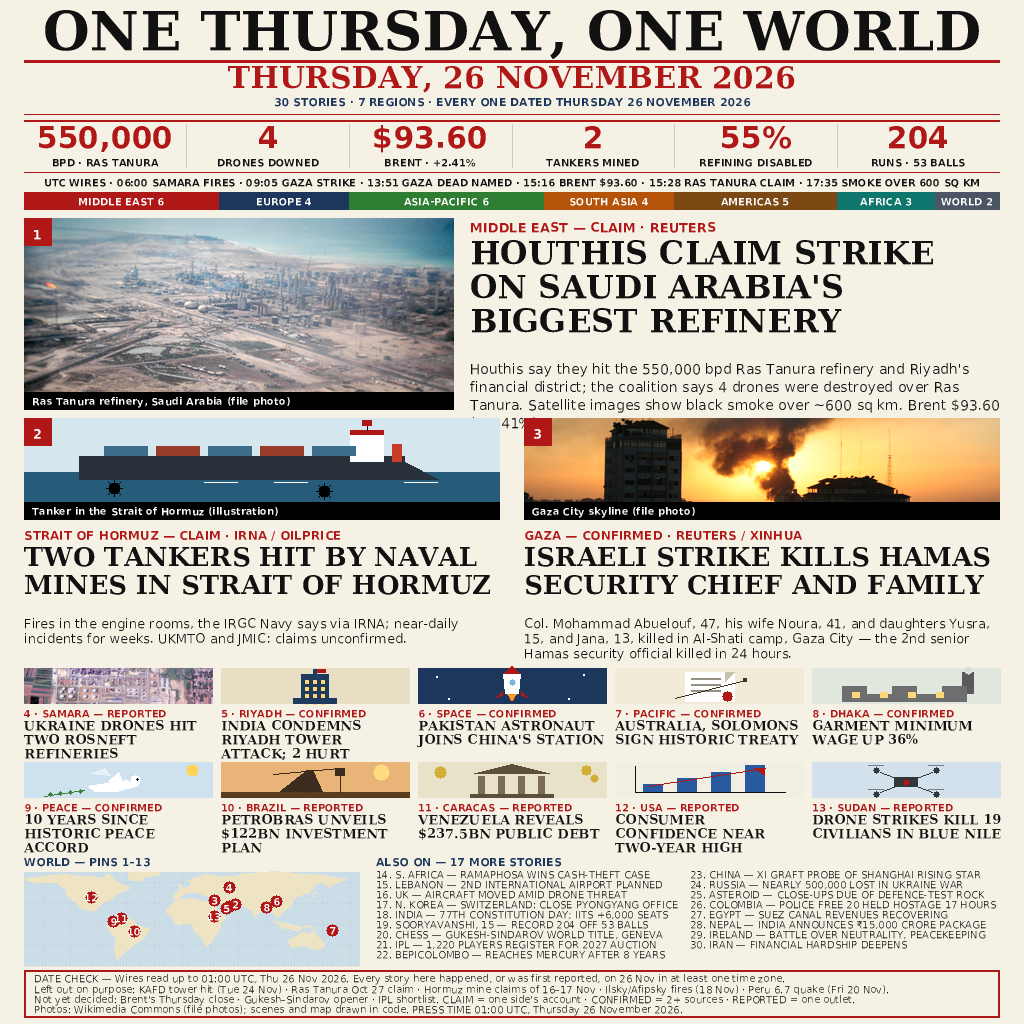 ONE THURSDAY, ONE WORLD
THURSDAY, 26 NOVEMBER 2026
30 STORIES · 7 REGIONS · EVERY ONE DATED THURSDAY 26 NOVEMBER 2026
550,000
BPD · RAS TANURA
4
DRONES DOWNED
$93.60
BRENT · +2.41%
2
TANKERS MINED
55%
REFINING DISABLED
204
RUNS · 53 BALLS
UTC WIRES · 06:00 SAMARA FIRES · 09:05 GAZA STRIKE · 13:51 GAZA DEAD NAMED · 15:16 BRENT $93.60 · 15:28 RAS TANURA CLAIM · 17:35 SMOKE OVER 600 SQ KM
MIDDLE EAST 6
EUROPE 4
ASIA-PACIFIC 6
SOUTH ASIA 4
AMERICAS 5
AFRICA 3
WORLD 2
1
Ras Tanura refinery, Saudi Arabia (file photo)
MIDDLE EAST — CLAIM · REUTERS
HOUTHIS CLAIM STRIKE
ON SAUDI ARABIA'S
BIGGEST REFINERY
Houthis say they hit the 550,000 bpd Ras Tanura refinery and Riyadh's
financial district; the coalition says 4 drones were destroyed over Ras
Tanura. Satellite images show black smoke over ~600 sq km. Brent $93.60
2
Tanker in the Strait of Hormuz (illustration)
STRAIT OF HORMUZ — CLAIM · IRNA / OILPRICE
TWO TANKERS HIT BY NAVAL
MINES IN STRAIT OF HORMUZ
Fires in the engine rooms, the IRGC Navy says via IRNA; near-daily
incidents for weeks. UKMTO and JMIC: claims unconfirmed.
3
Gaza City skyline (file photo)
GAZA — CONFIRMED · REUTERS / XINHUA
ISRAELI STRIKE KILLS HAMAS
SECURITY CHIEF AND FAMILY
Col. Mohammad Abuelouf, 47, his wife Noura, 41, and daughters Yusra,
15, and Jana, 13, killed in Al-Shati camp, Gaza City — the 2nd senior
Hamas security official killed in 24 hours.
4 · SAMARA — REPORTED
UKRAINE DRONES HIT
TWO ROSNEFT
REFINERIES
5 · RIYADH — CONFIRMED
INDIA CONDEMNS
RIYADH TOWER
ATTACK; 2 HURT
6 · SPACE — CONFIRMED
PAKISTAN ASTRONAUT
JOINS CHINA'S STATION
7 · PACIFIC — CONFIRMED
AUSTRALIA, SOLOMONS
SIGN HISTORIC TREATY
8 · DHAKA — CONFIRMED
GARMENT MINIMUM
WAGE UP 36%
9 · PEACE — CONFIRMED
10 YEARS SINCE
HISTORIC PEACE
ACCORD
10 · BRAZIL — REPORTED
PETROBRAS UNVEILS
$122BN INVESTMENT
PLAN
11 · CARACAS — REPORTED
VENEZUELA REVEALS
$237.5BN PUBLIC DEBT
12 · USA — REPORTED
CONSUMER
CONFIDENCE NEAR
TWO-YEAR HIGH
13 · SUDAN — REPORTED
DRONE STRIKES KILL 19
CIVILIANS IN BLUE NILE
WORLD — PINS 1–13
12
9
11
10
4
3
5
2
13
8
6
7
ALSO ON — 17 MORE STORIES
14. S. AFRICA — RAMAPHOSA WINS CASH-THEFT CASE
15. LEBANON — 2ND INTERNATIONAL AIRPORT PLANNED
16. UK — AIRCRAFT MOVED AMID DRONE THREAT
17. N. KOREA — SWITZERLAND: CLOSE PYONGYANG OFFICE
18. INDIA — 77TH CONSTITUTION DAY; IITS +6,000 SEATS
19. SOORYAVANSHI, 15 — RECORD 204 OFF 53 BALLS
20. CHESS — GUKESH-SINDAROV WORLD TITLE, GENEVA
21. IPL — 1,220 PLAYERS REGISTER FOR 2027 AUCTION
22. BEPICOLOMBO — REACHES MERCURY AFTER 8 YEARS
23. CHINA — XI GRAFT PROBE OF SHANGHAI RISING STAR
24. RUSSIA — NEARLY 500,000 LOST IN UKRAINE WAR
25. ASTEROID — CLOSE-UPS DUE OF DEFENCE-TEST ROCK
26. COLOMBIA — POLICE FREE 20 HELD HOSTAGE 17 HOURS
27. EGYPT — SUEZ CANAL REVENUES RECOVERING
28. NEPAL — INDIA ANNOUNCES ₹15,000 CRORE PACKAGE
29. IRELAND — BATTLE OVER NEUTRALITY, PEACEKEEPING
30. IRAN — FINANCIAL HARDSHIP DEEPENS
DATE CHECK — Wires read up to 01:00 UTC, Thu 26 Nov 2026. Every story here happened, or was first reported, on 26 Nov in at least one time zone.
Left out on purpose: KAFD tower hit (Tue 24 Nov) · Ras Tanura Oct 27 claim · Hormuz mine claims of 16–17 Nov · Ilsky/Afipsky fires (18 Nov) · Peru 6.7 quake (Fri 20 Nov).
Not yet decided: Brent's Thursday close · Gukesh-Sindarov opener · IPL shortlist. CLAIM = one side's account · CONFIRMED = 2+ sources · REPORTED = one outlet.
Photos: Wikimedia Commons (file photos); scenes and map drawn in code. PRESS TIME 01:00 UTC, Thursday 26 November 2026.